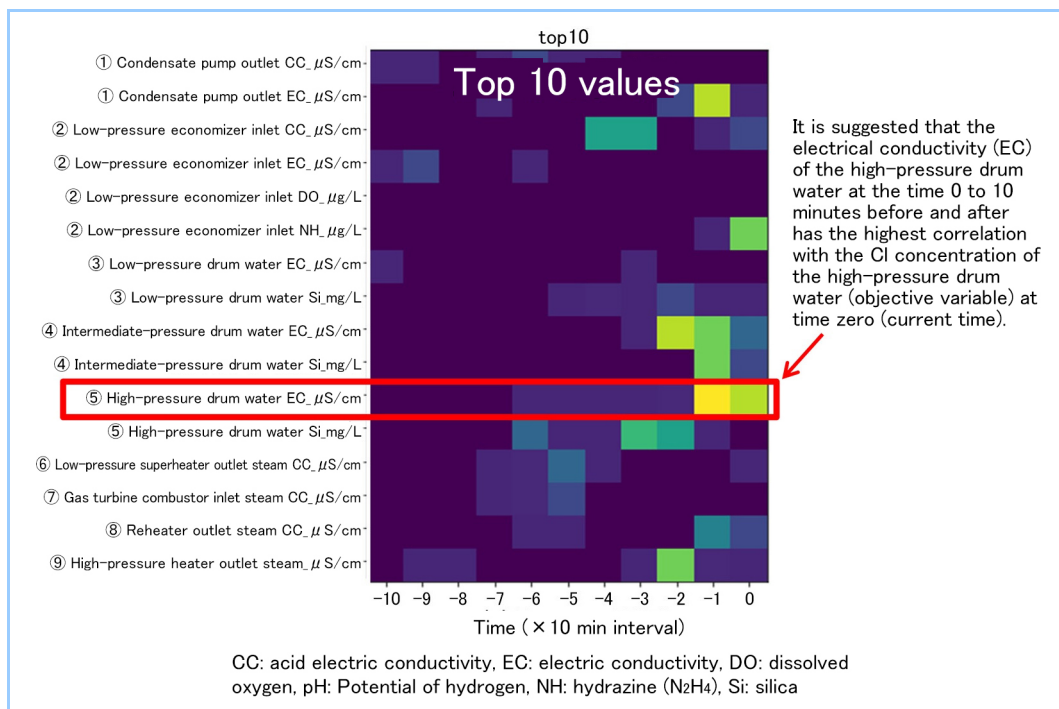 top10
Top 10 values
① Condensate pump outlet CC_μS/cm
① Condensate pump outlet EC_μS/cm
② Low-pressure economizer inlet CC_μS/cm
② Low-pressure economizer inlet EC_μS/cm
② Low-pressure economizer inlet DO_μg/L
② Low-pressure economizer inlet NH_μg/L
③ Low-pressure drum water EC_μS/cm
③ Low-pressure drum water Si_mg/L
④ Intermediate-pressure drum water EC_μS/cm
④ Intermediate-pressure drum water Si_mg/L
⑤ High-pressure drum water EC_μS/cm
⑤ High-pressure drum water Si_mg/L
⑥ Low-pressure superheater outlet steam CC_μS/cm
⑦ Gas turbine combustor inlet steam CC_μS/cm
⑧ Reheater outlet steam CC_μS/cm
⑨ High-pressure heater outlet steam_μS/cm
-10 -9 -8 -7 -6 -5 -4 -3 -2 -1 0
Time (×10 min interval)
It is suggested that the
electrical conductivity (EC)
of the high-pressure drum
water at the time 0 to 10
minutes before and after
has the highest correlation
with the Cl concentration of
the high-pressure drum
water (objective variable) at
time zero (current time).
CC: acid electric conductivity, EC: electric conductivity, DO: dissolved
oxygen, pH: Potential of hydrogen, NH: hydrazine (N2H4), Si: silica